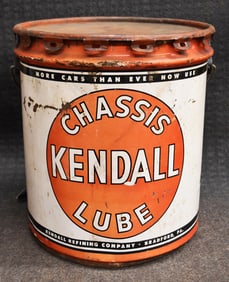 MORE CARS THAN EVER NOW USE
CHASSIS
KENDALL
LUBE
KENDALL REFINING COMPANY - BRADFORD, PA.